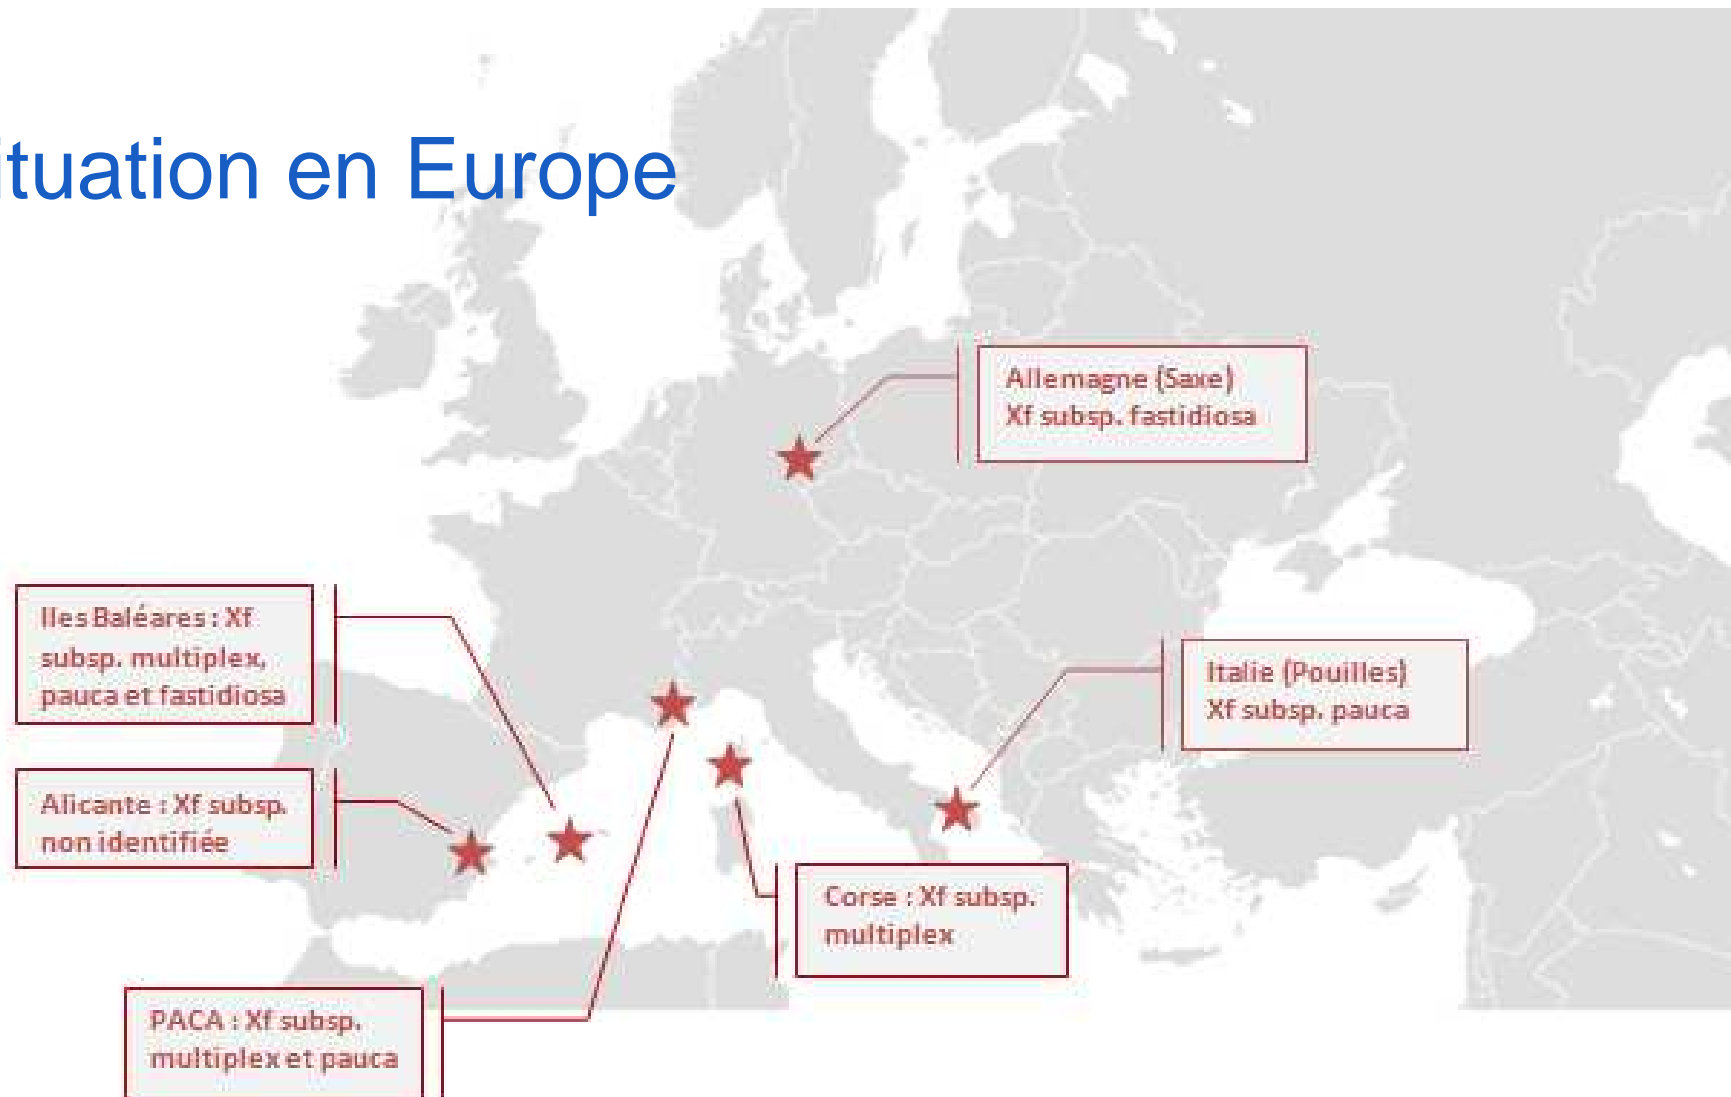 ituation en Europe
Allemagne (Saxe)
Xf subsp. fastidiosa
Iles Baléares : Xf
subsp. multiplex,
pauca et fastidiosa
Italie (Pouilles)
Xf subsp. pauca
Alicante : Xf subsp.
non identifiée
Corse : Xf subsp.
multiplex
PACA : Xf subsp.
multiplex et pauca